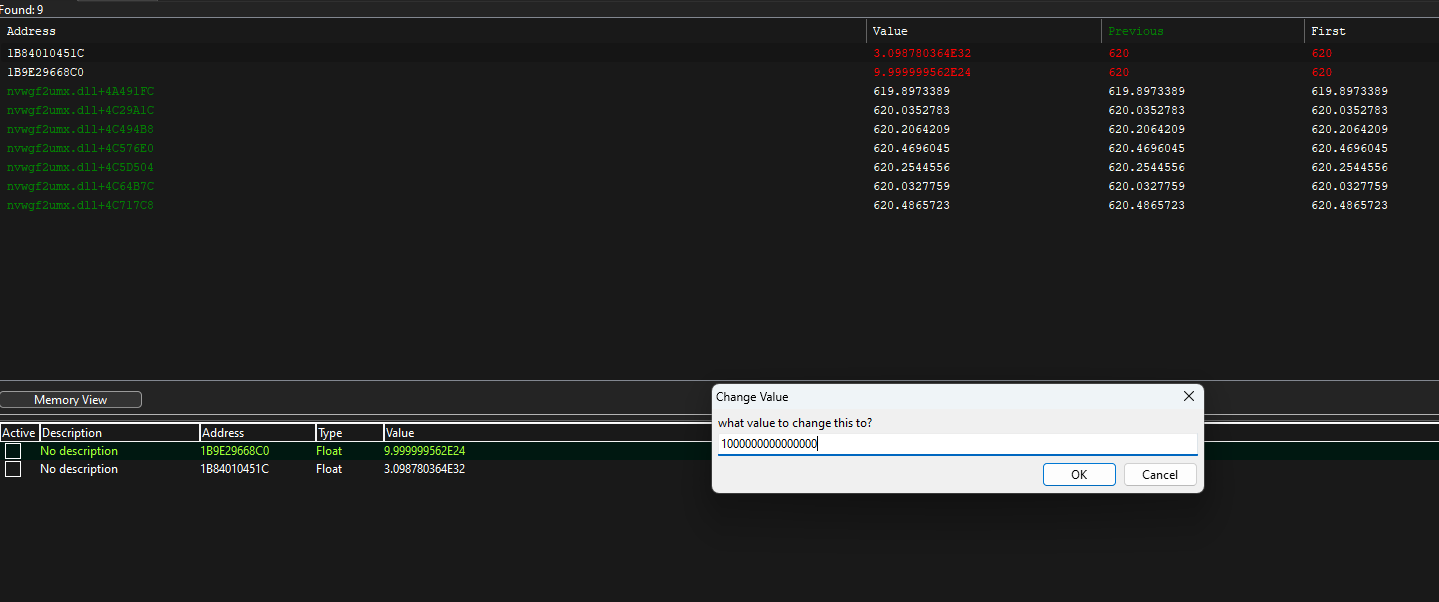 Found: 9
Address Value Previous First
1B84010451C 3.098780364E32 620 620
1B9E29668C0 9.999999562E24 620 620
nvwgf2umx.dll+4A491FC 619.8973389 619.8973389 619.8973389
nvwgf2umx.dll+4C29A1C 620.0352783 620.0352783 620.0352783
nvwgf2umx.dll+4C494B8 620.2064209 620.2064209 620.2064209
nvwgf2umx.dll+4C576E0 620.4696045 620.4696045 620.4696045
nvwgf2umx.dll+4C5D504 620.2544556 620.2544556 620.2544556
nvwgf2umx.dll+4C64B7C 620.0327759 620.0327759 620.0327759
nvwgf2umx.dll+4C717C8 620.4865723 620.4865723 620.4865723
Memory View
Active Description Address Type Value
No description 1B9E29668C0 Float 9.999999562E24
No description 1B84010451C Float 3.098780364E32
Change Value
what value to change this to?
1000000000000000
OK Cancel